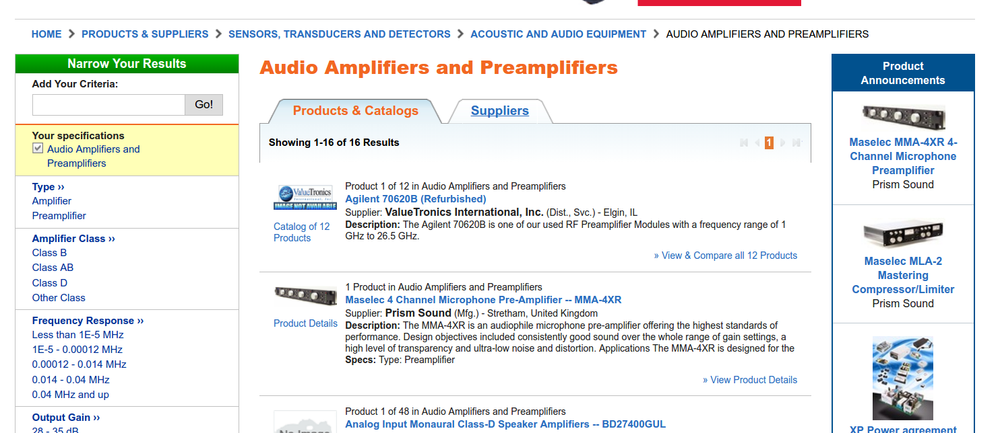 HOME PRODUCTS & SUPPLIERS SENSORS, TRANSDUCERS AND DETECTORS ACOUSTIC AND AUDIO EQUIPMENT AUDIO AMPLIFIERS AND PREAMPLIFIERS
Narrow Your Results
Add Your Criteria:
Go!
Your specifications
Audio Amplifiers and
Preamplifiers
Type ››
Amplifier
Preamplifier
Amplifier Class ››
Class B
Class AB
Class D
Other Class
Frequency Response ››
Less than 1E-5 MHz
1E-5 - 0.00012 MHz
0.00012 - 0.014 MHz
0.014 - 0.04 MHz
0.04 MHz and up
Output Gain ››
28 - 35 dB
Audio Amplifiers and Preamplifiers
Products & Catalogs
Suppliers
Showing 1-16 of 16 Results
1
ValueTronics
International, Inc.
IMAGE NOT AVAILABLE
Catalog of 12
Products
Product 1 of 12 in Audio Amplifiers and Preamplifiers
Agilent 70620B (Refurbished)
Supplier: ValueTronics International, Inc. (Dist., Svc.) - Elgin, IL
Description: The Agilent 70620B is one of our used RF Preamplifier Modules with a frequency range of 1
GHz to 26.5 GHz.
» View & Compare all 12 Products
Product Details
1 Product in Audio Amplifiers and Preamplifiers
Maselec 4 Channel Microphone Pre-Amplifier -- MMA-4XR
Supplier: Prism Sound (Mfg.) - Stretham, United Kingdom
Description: The MMA-4XR is an audiophile microphone pre-amplifier offering the highest standards of
performance. Design objectives included consistently good sound over the whole range of gain settings, a
high level of transparency and ultra-low noise and distortion. Applications The MMA-4XR is designed for the
Specs: Type: Preamplifier
» View Product Details
No Image
Product 1 of 48 in Audio Amplifiers and Preamplifiers
Analog Input Monaural Class-D Speaker Amplifiers -- BD27400GUL
Product
Announcements
Maselec MMA-4XR 4-
Channel Microphone
Preamplifier
Prism Sound
Maselec MLA-2
Mastering
Compressor/Limiter
Prism Sound
XP Power agreement